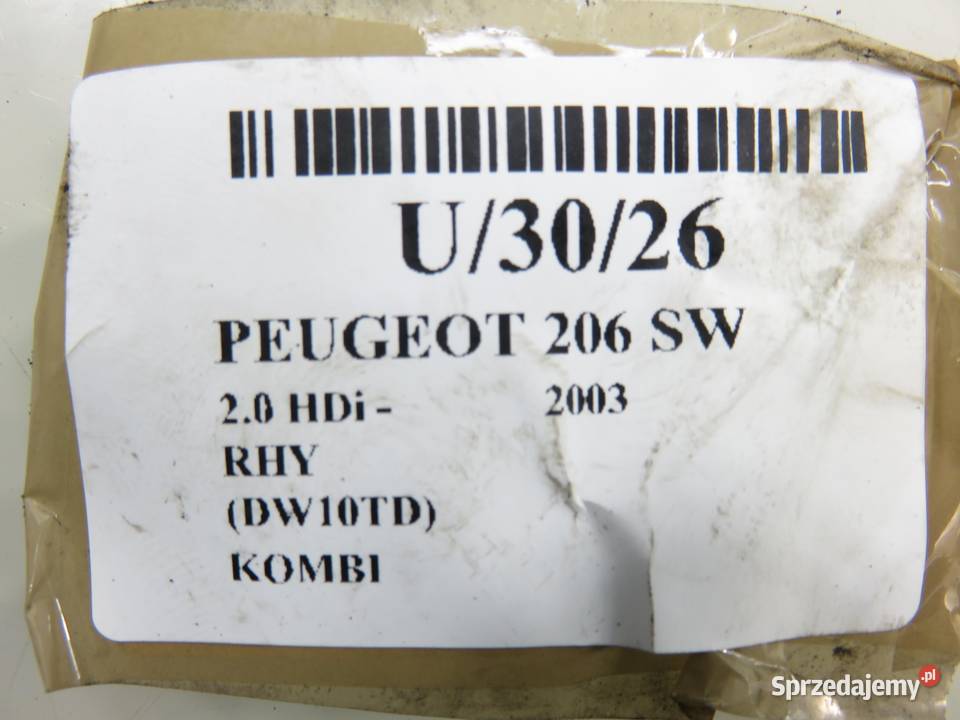 U/30/26
PEUGEOT 206 SW
2.0 HDi - 2003
RHY
(DW10TD)
KOMBI
Sprzedajemy.pl